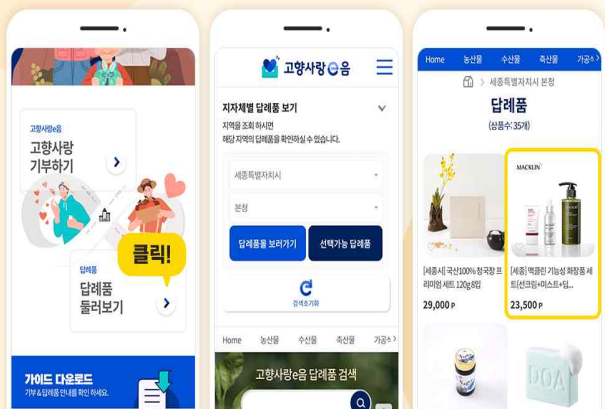 고향사랑e음
고향사랑
기부하기
클릭!
답례품
답례품
둘러보기
가이드 다운로드
기부&답례품 안내를 확인 하세요.
고향사랑e음
지자체별 답례품 보기
지역을 조회 하시면
해당 지역의 답례품을 확인하실 수 있습니다.
세종특별자치시
본청
답례품을 보러가기
선택가능 답례품
검색초기화
Home 농산물 수산물 축산물 가공식
고향사랑e음 답례품 검색
Home 농산물 수산물 축산물 가공식
세종특별자치시 본청
답례품
(상품수: 35개)
MACKLIN
[세종시] 국산100% 청국장 프
리미엄 세트 120g 8입
29,000 P
[세종] 맥클린 기능성 화장품 세
트(선크림+미스트+딥...
23,500 P
DOA